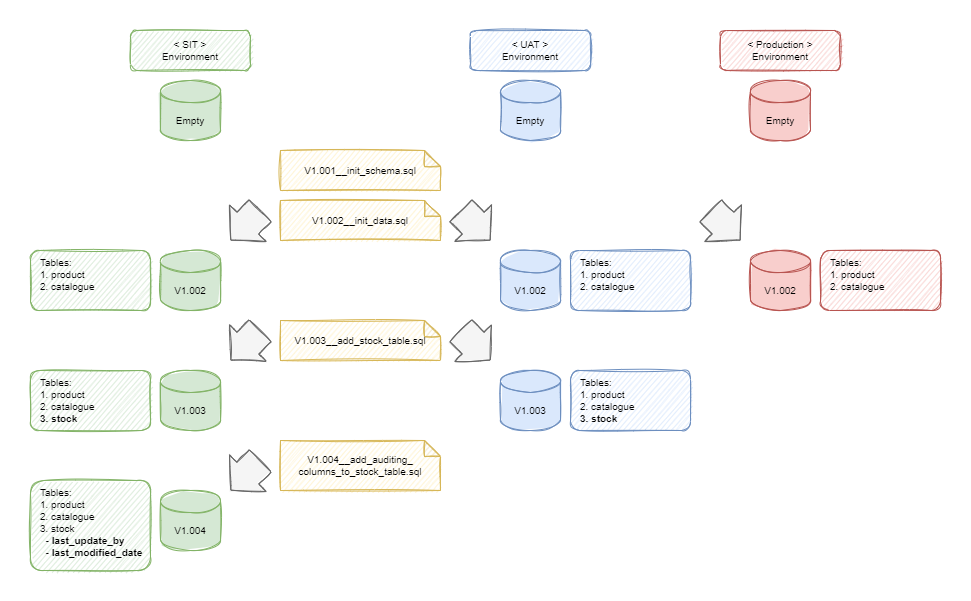 < SIT >
Environment
< UAT >
Environment
< Production >
Environment
Empty
Empty
Empty
V1.001__init_schema.sql
V1.002__init_data.sql
Tables:
1. product
2. catalogue
V1.002
V1.002
Tables:
1. product
2. catalogue
V1.002
Tables:
1. product
2. catalogue
V1.003__add_stock_table.sql
Tables:
1. product
2. catalogue
3. stock
V1.003
V1.003
Tables:
1. product
2. catalogue
3. stock
V1.004__add_auditing_
columns_to_stock_table.sql
Tables:
1. product
2. catalogue
3. stock
- last_update_by
- last_modified_date
V1.004